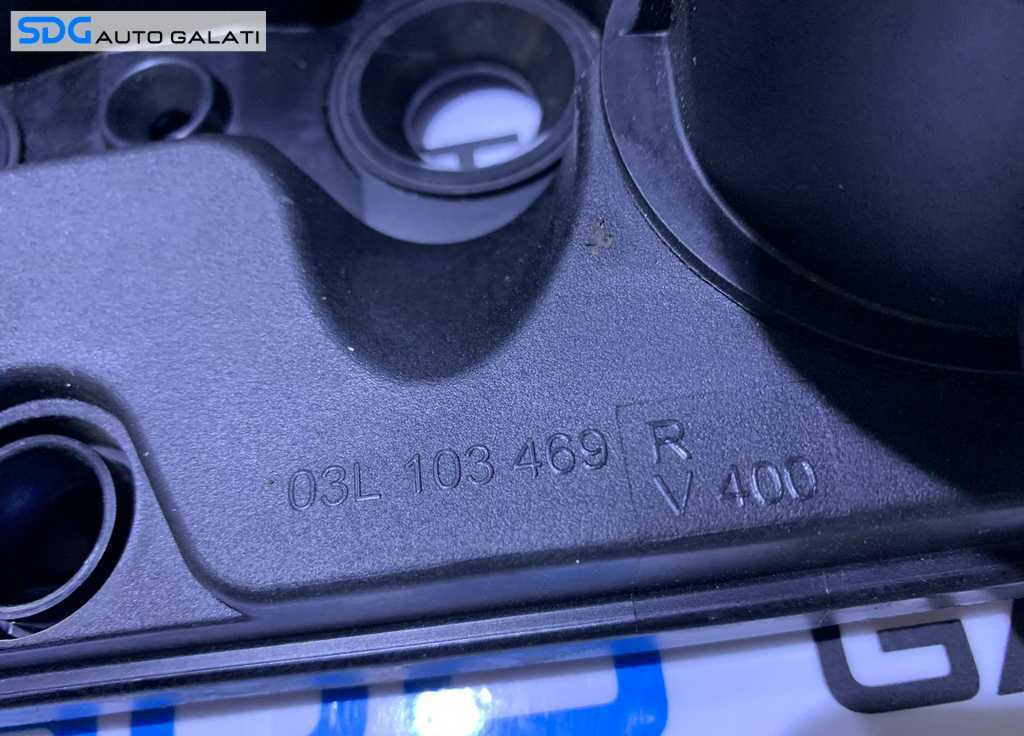 SDG AUTO GALATI
03L 103 469 R
V 400